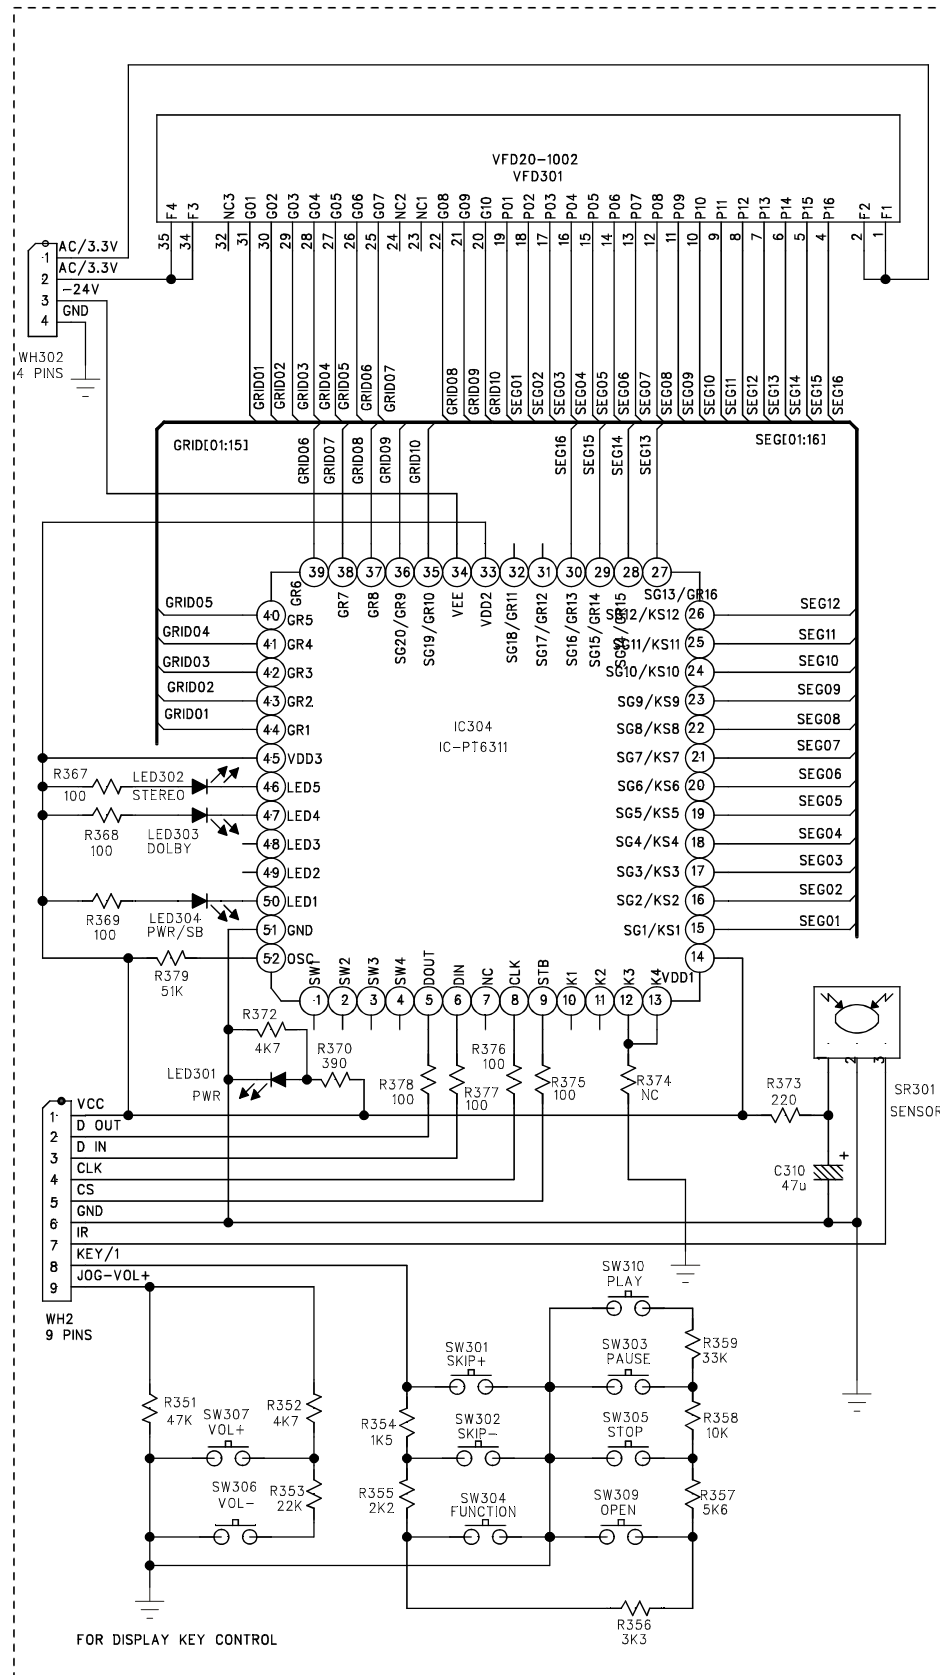 VFD20-1002
VFD301
F4 F3 NC3 G01 G02 G03 G04 G05 G06 G07 NC2 NC1 G08 G09 G10 P01 P02 P03 P04 P05 P06 P07 P08 P09 P10 P11 P12 P13 P14 P15 P16 F2 F1
35 34 32 31 30 29 28 27 26 25 24 23 22 21 20 19 18 17 16 15 14 13 12 11 10 9 8 7 6 5 4 2 1
1 AC/3.3V
2 AC/3.3V
3 -24V
4 GND
WH302
4 PINS
GRID01 GRID02 GRID03 GRID04 GRID05 GRID06 GRID07 GRID08 GRID09 GRID10 SEG01 SEG02 SEG03 SEG04 SEG05 SEG06 SEG07 SEG08 SEG09 SEG10 SEG11 SEG12 SEG13 SEG14 SEG15 SEG16
GRID[01:15]
SEG[01:16]
GRID06 GRID07 GRID08 GRID09 GRID10 SEG16 SEG15 SEG14 SEG13
39 38 37 36 35 34 33 32 31 30 29 28 27
GR6 GR7 GR8 SG20/GR9 SG19/GR10 VEE VDD2 SG18/GR11 SG17/GR12 SG16/GR13 SG15/GR14 SG14/GR15 SG13/GR16
GRID05 40 GR5
GRID04 41 GR4
GRID03 42 GR3
GRID02 43 GR2
GRID01 44 GR1
45 VDD3
46 LED5
47 LED4
48 LED3
49 LED2
50 LED1
51 GND
52 OSC
SG12/KS12 26 SEG12
SG11/KS11 25 SEG11
SG10/KS10 24 SEG10
SG9/KS9 23 SEG09
SG8/KS8 22 SEG08
SG7/KS7 21 SEG07
SG6/KS6 20 SEG06
SG5/KS5 19 SEG05
SG4/KS4 18 SEG04
SG3/KS3 17 SEG03
SG2/KS2 16 SEG02
SG1/KS1 15 SEG01
14
VDD1
IC304
IC-PT6311
R367
100
LED302
STEREO
R368
100
LED303
DOLBY
R369
100
LED304
PWR/SB
R379
51K
SW1 SW2 SW3 SW4 DOUT DIN NC CLK STB K1 K2 K3 K4
1 2 3 4 5 6 7 8 9 10 11 12 13
R372
4K7
LED301
PWR
R370
390
R378
100
R377
100
R376
100
R375
100
R374
NC
R373
220
1 2 3
SR301
SENSOR
C310
47u
+
1 VCC
2 D OUT
3 D IN
4 CLK
5 CS
6 GND
7 IR
8 KEY/1
9 JOG-VOL+
WH2
9 PINS
SW310
PLAY
R359
33K
SW301
SKIP+
SW303
PAUSE
R351
47K
R352
4K7
SW307
VOL+
R354
1K5
SW302
SKIP-
SW305
STOP
R358
10K
SW306
VOL-
R353
22K
R355
2K2
SW304
FUNCTION
SW309
OPEN
R357
5K6
R356
3K3
FOR DISPLAY KEY CONTROL